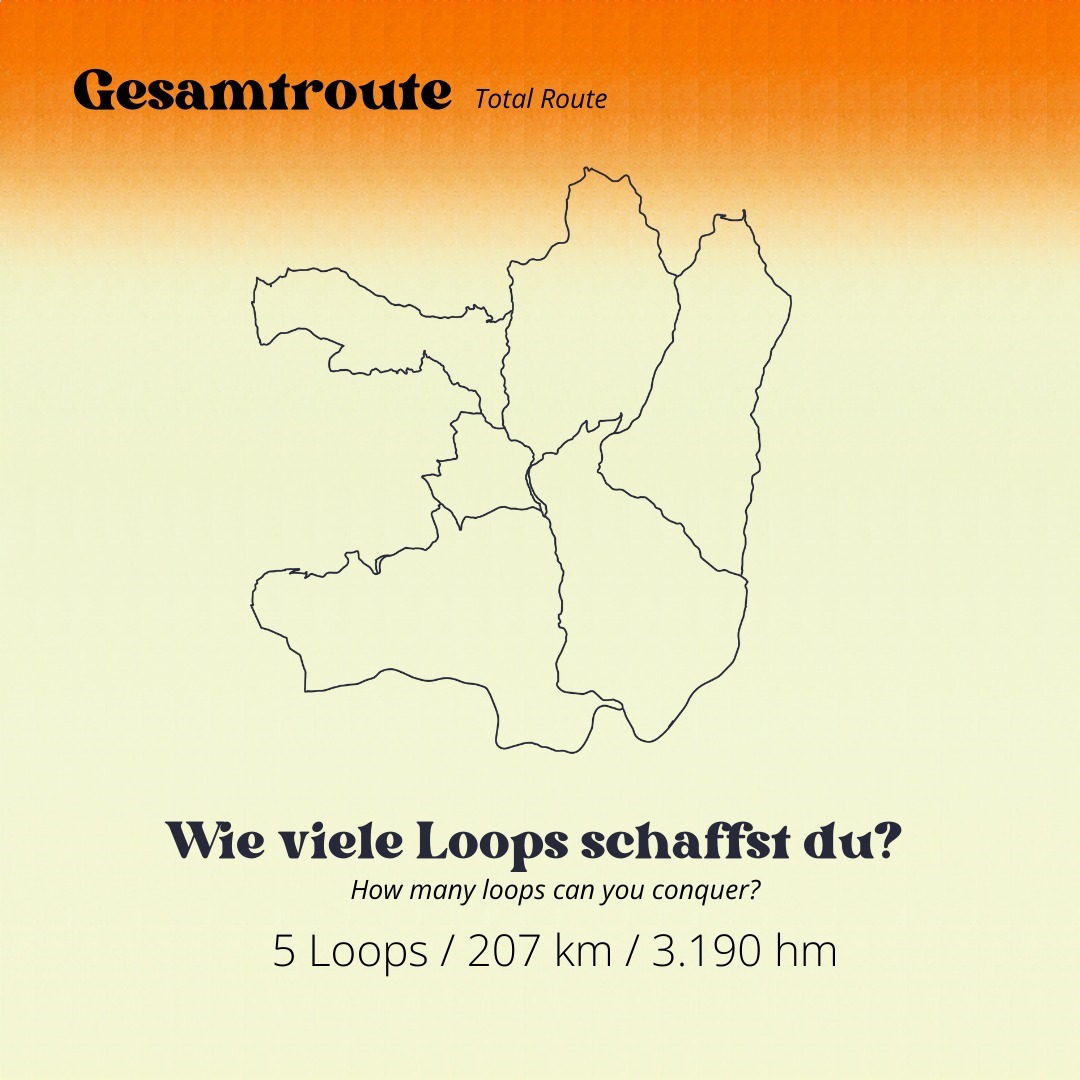 Gesamtroute Total Route
Wie viele Loops schaffst du?
How many loops can you conquer?
5 Loops / 207 km / 3.190 hm